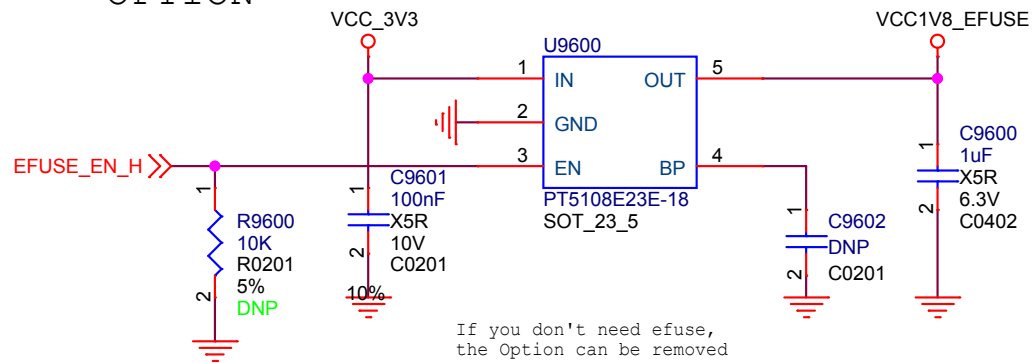 OPTION
VCC_3V3
VCC1V8_EFUSE
U9600
1
IN
OUT
5
2
GND
EFUSE_EN_H
3
EN
BP
4
PT5108E23E-18
SOT_23_5
1
R9600
10K
R0201
5%
DNP
2
1
C9601
100nF
X5R
10V
C0201
2
10%
1
C9602
DNP
C0201
2
1
C9600
1uF
X5R
6.3V
C0402
2
If you don't need efuse,
the Option can be removed